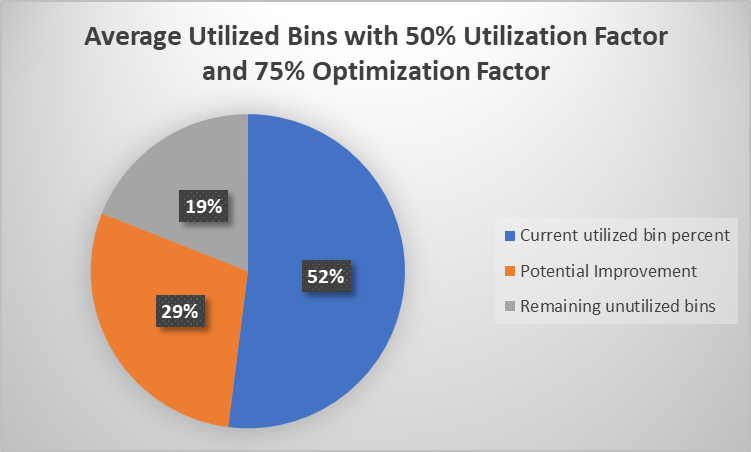 Average Utilized Bins with 50% Utilization Factor
and 75% Optimization Factor
19%
52%
29%
Current utilized bin percent
Potential Improvement
Remaining unutilized bins